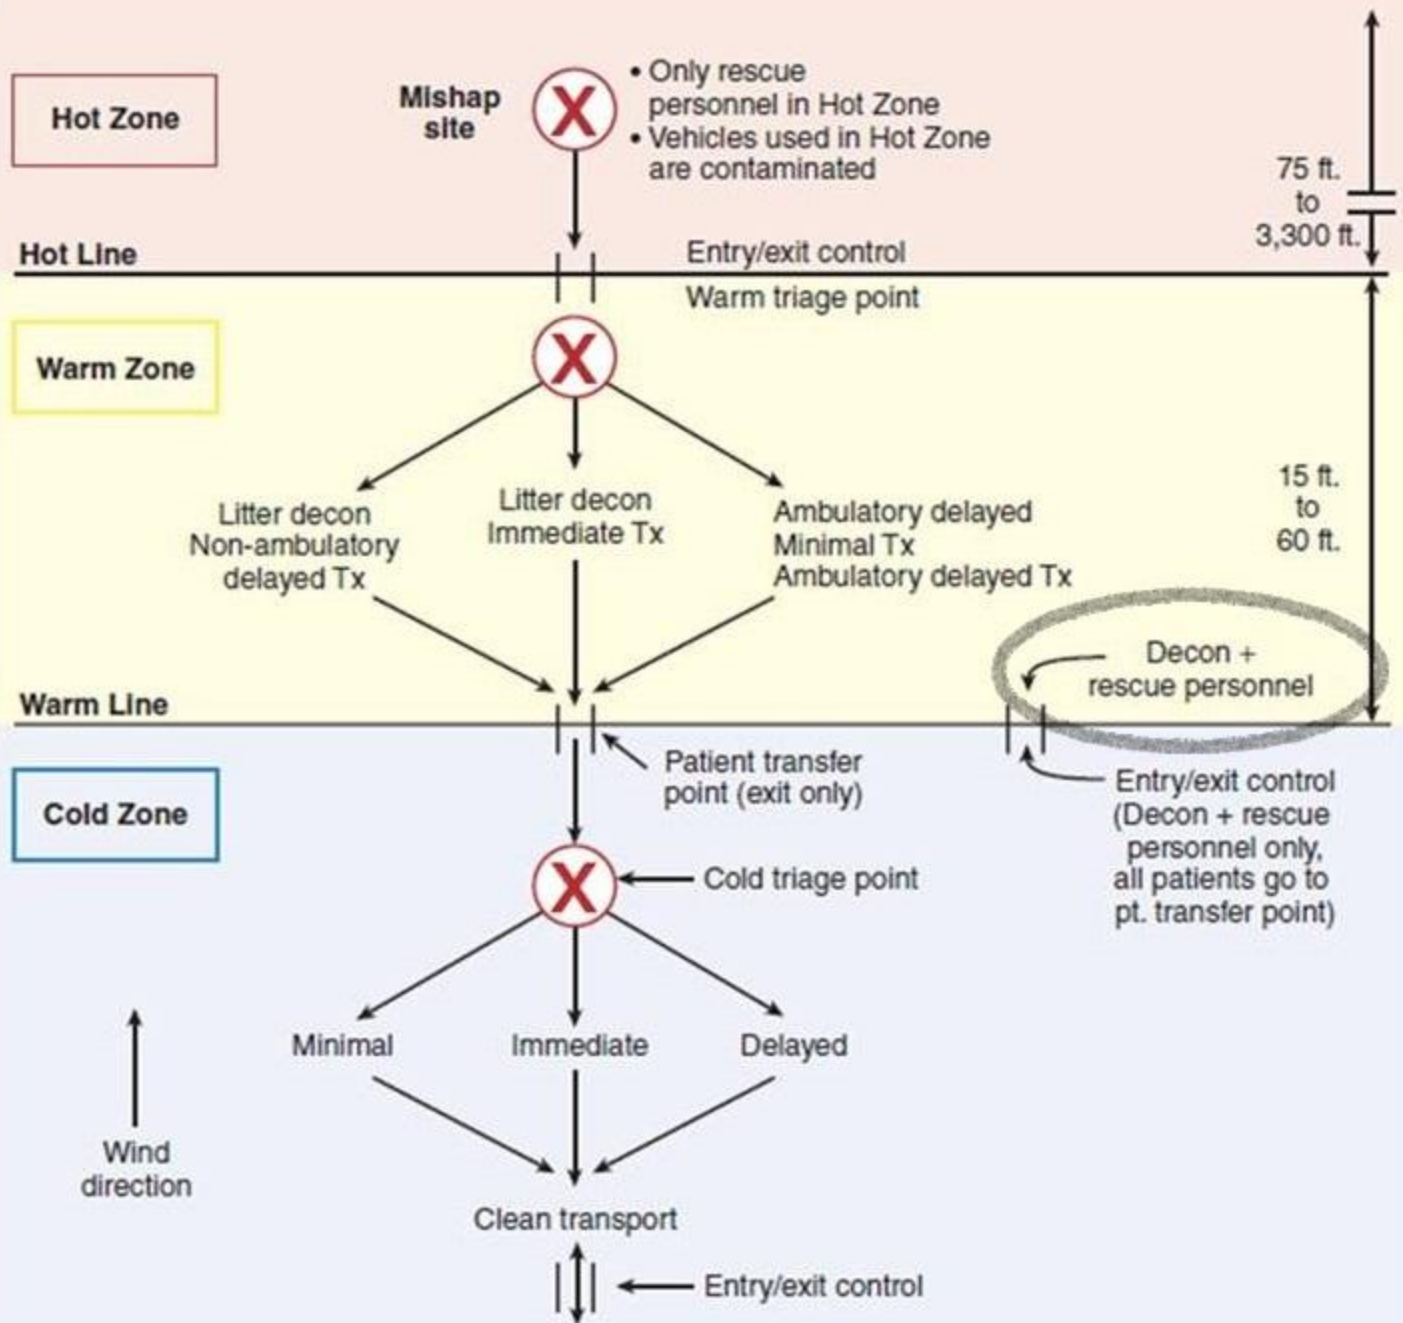 Hot Zone
Mishap
site
X
• Only rescue
personnel in Hot Zone
• Vehicles used in Hot Zone
are contaminated
75 ft.
to
3,300 ft.
Hot Line
Entry/exit control
Warm triage point
Warm Zone
X
Litter decon
Non-ambulatory
delayed Tx
Litter decon
Immediate Tx
Ambulatory delayed
Minimal Tx
Ambulatory delayed Tx
15 ft.
to
60 ft.
Decon +
rescue personnel
Warm Line
Patient transfer
point (exit only)
Entry/exit control
(Decon + rescue
personnel only,
all patients go to
pt. transfer point)
Cold Zone
X
Cold triage point
Minimal
Immediate
Delayed
Wind
direction
Clean transport
Entry/exit control